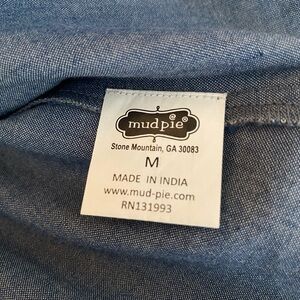 mudpie
Stone Mountain, GA 30083
M
MADE IN INDIA
www.mud-pie.com
RN131993